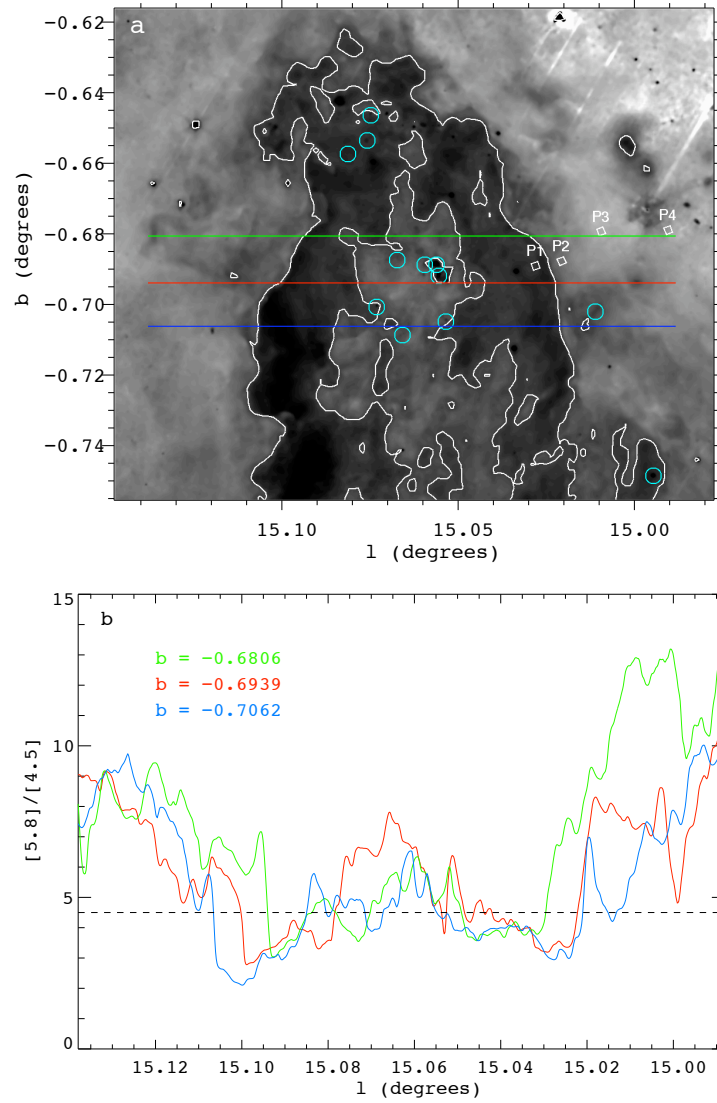 a
−0.62
−0.64
−0.66
−0.68
−0.70
−0.72
−0.74
b (degrees)
P1
P2
P3
P4
15.10
15.05
15.00
l (degrees)
b
15
10
5
0
[5.8]/[4.5]
b = −0.6806
b = −0.6939
b = −0.7062
15.12
15.10
15.08
15.06
15.04
15.02
15.00
l (degrees)